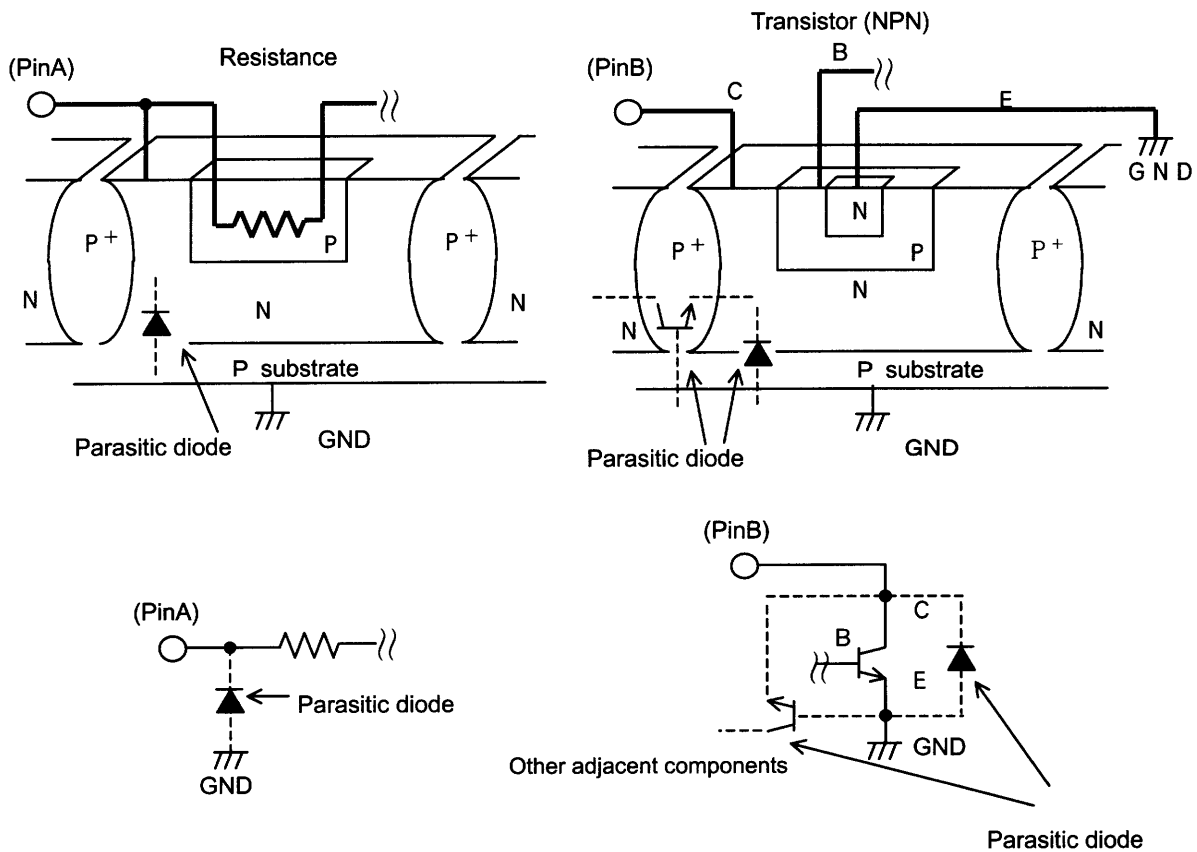 Resistance
(PinA)
P+
P
P+
N
N
N
P substrate
Parasitic diode
GND
Transistor (NPN)
B
(PinB)
C
E
GND
N
P+
P
P+
N
N
N
P substrate
Parasitic diode
GND
(PinA)
Parasitic diode
GND
(PinB)
C
B
E
GND
Other adjacent components
Parasitic diode